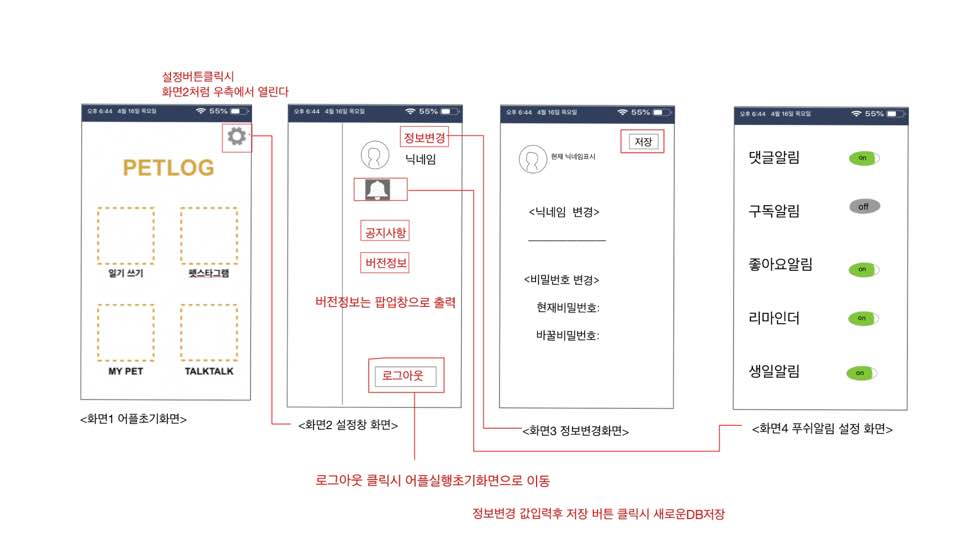 설정버튼클릭시
화면2처럼 우측에서 열린다
오후 6:44 4월 16일 목요일 55%
PETLOG
일기 쓰기
펫스타그램
MY PET
TALKTALK
<화면1 어플초기화면>
오후 6:44 4월 16일 목요일 55%
정보변경
닉네임
공지사항
버전정보
버전정보는 팝업창으로 출력
로그아웃
<화면2 설정창 화면>
오후 6:44 4월 16일 목요일 55%
저장
현재 닉네임표시
<닉네임 변경>
<비밀번호 변경>
현재비밀번호:
바꿀비밀번호:
<화면3 정보변경화면>
오후 6:44 4월 16일 목요일 55%
댓글알림 on
구독알림 off
좋아요알림 on
리마인더 on
생일알림 on
<화면4 푸쉬알림 설정 화면>
로그아웃 클릭시 어플실행초기화면으로 이동
정보변경 값입력후 저장 버튼 클릭시 새로운DB저장